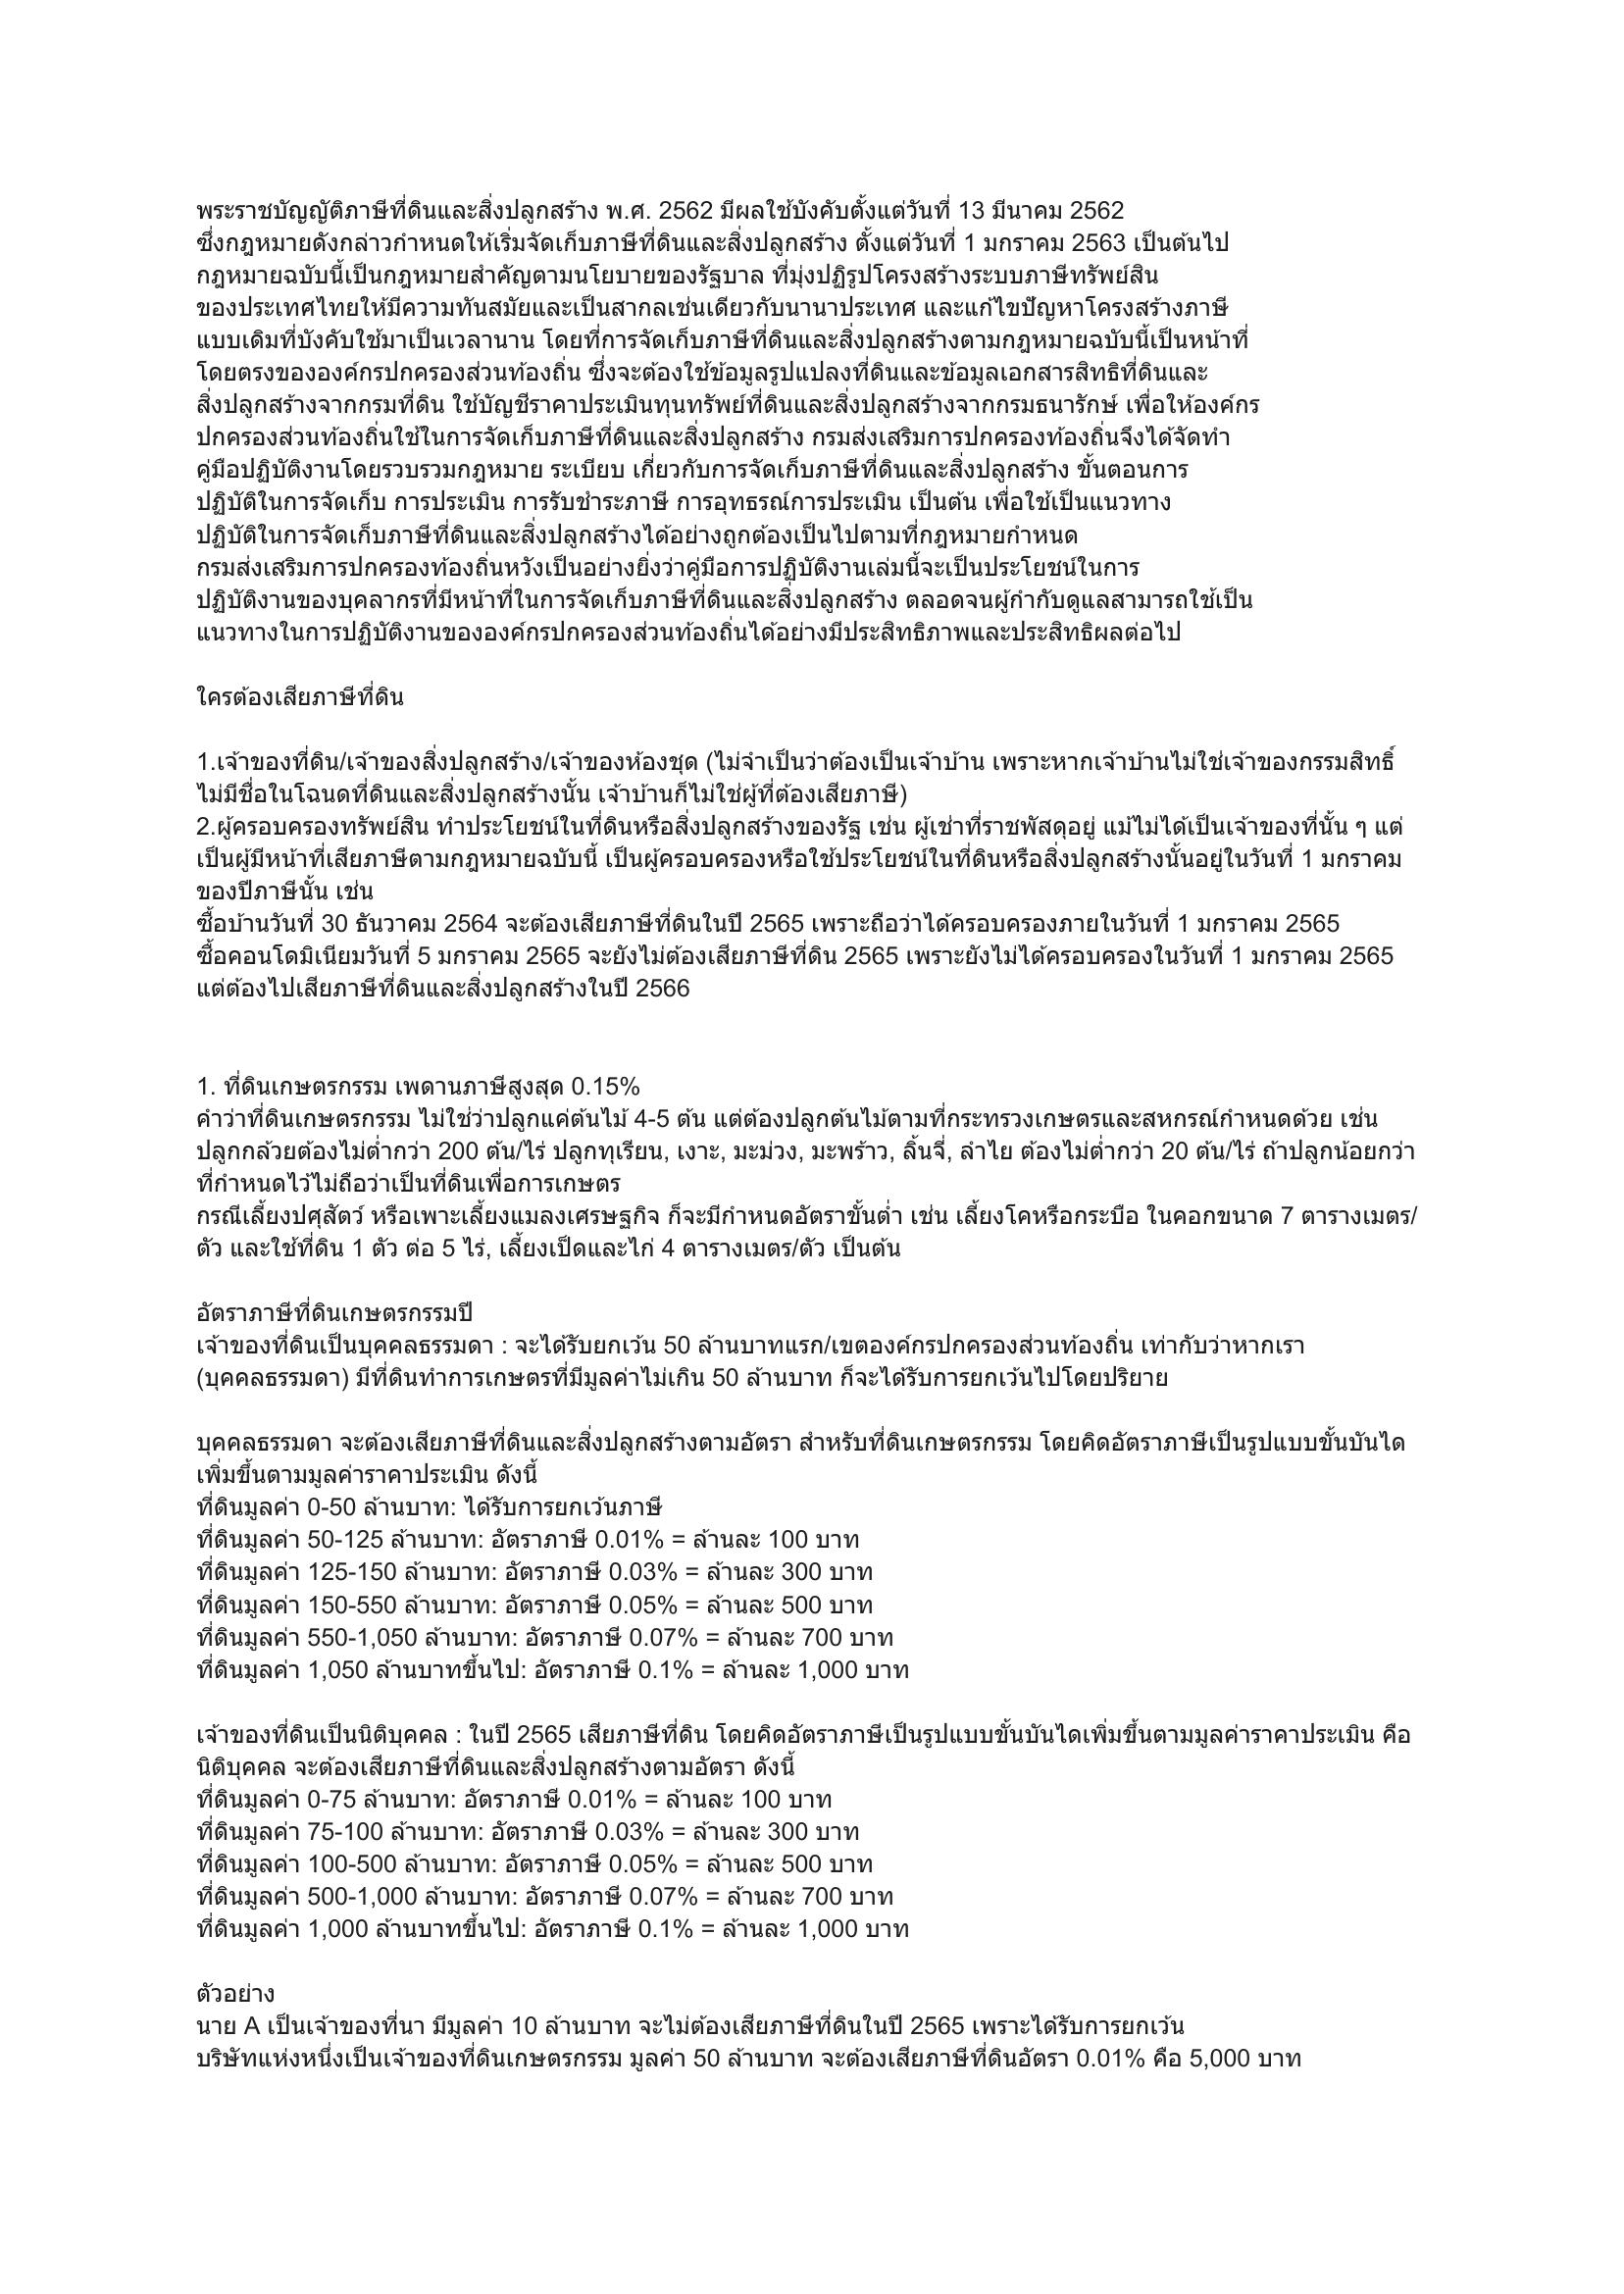 พระราชบัญญัติภาษีที่ดินและสิ่งปลูกสร้าง พ.ศ. 2562 มีผลใช้บังคับตั้งแต่วันที่ 13 มีนาคม 2562
ซึ่งกฎหมายดังกล่าวกำหนดให้เริ่มจัดเก็บภาษีที่ดินและสิ่งปลูกสร้าง ตั้งแต่วันที่ 1 มกราคม 2563 เป็นต้นไป
กฎหมายฉบับนี้เป็นกฎหมายสำคัญตามนโยบายของรัฐบาล ที่มุ่งปฏิรูปโครงสร้างระบบภาษีทรัพย์สิน
ของประเทศไทยให้มีความทันสมัยและเป็นสากลเช่นเดียวกับนานาประเทศ และแก้ไขปัญหาโครงสร้างภาษี
แบบเดิมที่บังคับใช้มาเป็นเวลานาน โดยที่การจัดเก็บภาษีที่ดินและสิ่งปลูกสร้างตามกฎหมายฉบับนี้เป็นหน้าที่
โดยตรงขององค์กรปกครองส่วนท้องถิ่น ซึ่งจะต้องใช้ข้อมูลรูปแปลงที่ดินและข้อมูลเอกสารสิทธิที่ดินและ
สิ่งปลูกสร้างจากกรมที่ดิน ใช้บัญชีราคาประเมินทุนทรัพย์ที่ดินและสิ่งปลูกสร้างจากกรมธนารักษ์ เพื่อให้องค์กร
ปกครองส่วนท้องถิ่นใช้ในการจัดเก็บภาษีที่ดินและสิ่งปลูกสร้าง กรมส่งเสริมการปกครองท้องถิ่นจึงได้จัดทำ
คู่มือปฏิบัติงานโดยรวบรวมกฎหมาย ระเบียบ เกี่ยวกับการจัดเก็บภาษีที่ดินและสิ่งปลูกสร้าง ขั้นตอนการ
ปฏิบัติในการจัดเก็บ การประเมิน การรับชำระภาษี การอุทธรณ์การประเมิน เป็นต้น เพื่อใช้เป็นแนวทาง
ปฏิบัติในการจัดเก็บภาษีที่ดินและสิ่งปลูกสร้างได้อย่างถูกต้องเป็นไปตามที่กฎหมายกำหนด
กรมส่งเสริมการปกครองท้องถิ่นหวังเป็นอย่างยิ่งว่าคู่มือการปฏิบัติงานเล่มนี้จะเป็นประโยชน์ในการ
ปฏิบัติงานของบุคลากรที่มีหน้าที่ในการจัดเก็บภาษีที่ดินและสิ่งปลูกสร้าง ตลอดจนผู้กำกับดูแลสามารถใช้เป็น
แนวทางในการปฏิบัติงานขององค์กรปกครองส่วนท้องถิ่นได้อย่างมีประสิทธิภาพและประสิทธิผลต่อไป
ใครต้องเสียภาษีที่ดิน
1.เจ้าของที่ดิน/เจ้าของสิ่งปลูกสร้าง/เจ้าของห้องชุด (ไม่จำเป็นว่าต้องเป็นเจ้าบ้าน เพราะหากเจ้าบ้านไม่ใช่เจ้าของกรรมสิทธิ์
ไม่มีชื่อในโฉนดที่ดินและสิ่งปลูกสร้างนั้น เจ้าบ้านก็ไม่ใช่ผู้ที่ต้องเสียภาษี)
2.ผู้ครอบครองทรัพย์สิน ทำประโยชน์ในที่ดินหรือสิ่งปลูกสร้างของรัฐ เช่น ผู้เช่าที่ราชพัสดุอยู่ แม้ไม่ได้เป็นเจ้าของที่นั้น ๆ แต่
เป็นผู้มีหน้าที่เสียภาษีตามกฎหมายฉบับนี้ เป็นผู้ครอบครองหรือใช้ประโยชน์ในที่ดินหรือสิ่งปลูกสร้างนั้นอยู่ในวันที่ 1 มกราคม
ของปีภาษีนั้น เช่น
ซื้อบ้านวันที่ 30 ธันวาคม 2564 จะต้องเสียภาษีที่ดินในปี 2565 เพราะถือว่าได้ครอบครองภายในวันที่ 1 มกราคม 2565
ซื้อคอนโดมิเนียมวันที่ 5 มกราคม 2565 จะยังไม่ต้องเสียภาษีที่ดิน 2565 เพราะยังไม่ได้ครอบครองในวันที่ 1 มกราคม 2565
แต่ต้องไปเสียภาษีที่ดินและสิ่งปลูกสร้างในปี 2566
1. ที่ดินเกษตรกรรม เพดานภาษีสูงสุด 0.15%
คำว่าที่ดินเกษตรกรรม ไม่ใช่ว่าปลูกแค่ต้นไม้ 4-5 ต้น แต่ต้องปลูกต้นไม้ตามที่กระทรวงเกษตรและสหกรณ์กำหนดด้วย เช่น
ปลูกกล้วยต้องไม่ต่ำกว่า 200 ต้น/ไร่ ปลูกทุเรียน, เงาะ, มะม่วง, มะพร้าว, ลิ้นจี่, ลำไย ต้องไม่ต่ำกว่า 20 ต้น/ไร่ ถ้าปลูกน้อยกว่า
ที่กำหนดไว้ไม่ถือว่าเป็นที่ดินเพื่อการเกษตร
กรณีเลี้ยงปศุสัตว์ หรือเพาะเลี้ยงแมลงเศรษฐกิจ ก็จะมีกำหนดอัตราขั้นต่ำ เช่น เลี้ยงโคหรือกระบือ ในคอกขนาด 7 ตารางเมตร/
ตัว และใช้ที่ดิน 1 ตัว ต่อ 5 ไร่, เลี้ยงเป็ดและไก่ 4 ตารางเมตร/ตัว เป็นต้น
อัตราภาษีที่ดินเกษตรกรรมปี
เจ้าของที่ดินเป็นบุคคลธรรมดา : จะได้รับยกเว้น 50 ล้านบาทแรก/เขตองค์กรปกครองส่วนท้องถิ่น เท่ากับว่าหากเรา
(บุคคลธรรมดา) มีที่ดินทำการเกษตรที่มีมูลค่าไม่เกิน 50 ล้านบาท ก็จะได้รับการยกเว้นไปโดยปริยาย
บุคคลธรรมดา จะต้องเสียภาษีที่ดินและสิ่งปลูกสร้างตามอัตรา สำหรับที่ดินเกษตรกรรม โดยคิดอัตราภาษีเป็นรูปแบบขั้นบันได
เพิ่มขึ้นตามมูลค่าราคาประเมิน ดังนี้
ที่ดินมูลค่า 0-50 ล้านบาท: ได้รับการยกเว้นภาษี
ที่ดินมูลค่า 50-125 ล้านบาท: อัตราภาษี 0.01% = ล้านละ 100 บาท
ที่ดินมูลค่า 125-150 ล้านบาท: อัตราภาษี 0.03% = ล้านละ 300 บาท
ที่ดินมูลค่า 150-550 ล้านบาท: อัตราภาษี 0.05% = ล้านละ 500 บาท
ที่ดินมูลค่า 550-1,050 ล้านบาท: อัตราภาษี 0.07% = ล้านละ 700 บาท
ที่ดินมูลค่า 1,050 ล้านบาทขึ้นไป: อัตราภาษี 0.1% = ล้านละ 1,000 บาท
เจ้าของที่ดินเป็นนิติบุคคล : ในปี 2565 เสียภาษีที่ดิน โดยคิดอัตราภาษีเป็นรูปแบบขั้นบันไดเพิ่มขึ้นตามมูลค่าราคาประเมิน คือ
นิติบุคคล จะต้องเสียภาษีที่ดินและสิ่งปลูกสร้างตามอัตรา ดังนี้
ที่ดินมูลค่า 0-75 ล้านบาท: อัตราภาษี 0.01% = ล้านละ 100 บาท
ที่ดินมูลค่า 75-100 ล้านบาท: อัตราภาษี 0.03% = ล้านละ 300 บาท
ที่ดินมูลค่า 100-500 ล้านบาท: อัตราภาษี 0.05% = ล้านละ 500 บาท
ที่ดินมูลค่า 500-1,000 ล้านบาท: อัตราภาษี 0.07% = ล้านละ 700 บาท
ที่ดินมูลค่า 1,000 ล้านบาทขึ้นไป: อัตราภาษี 0.1% = ล้านละ 1,000 บาท
ตัวอย่าง
นาย A เป็นเจ้าของที่นา มีมูลค่า 10 ล้านบาท จะไม่ต้องเสียภาษีที่ดินในปี 2565 เพราะได้รับการยกเว้น
บริษัทแห่งหนึ่งเป็นเจ้าของที่ดินเกษตรกรรม มูลค่า 50 ล้านบาท จะต้องเสียภาษีที่ดินอัตรา 0.01% คือ 5,000 บาท